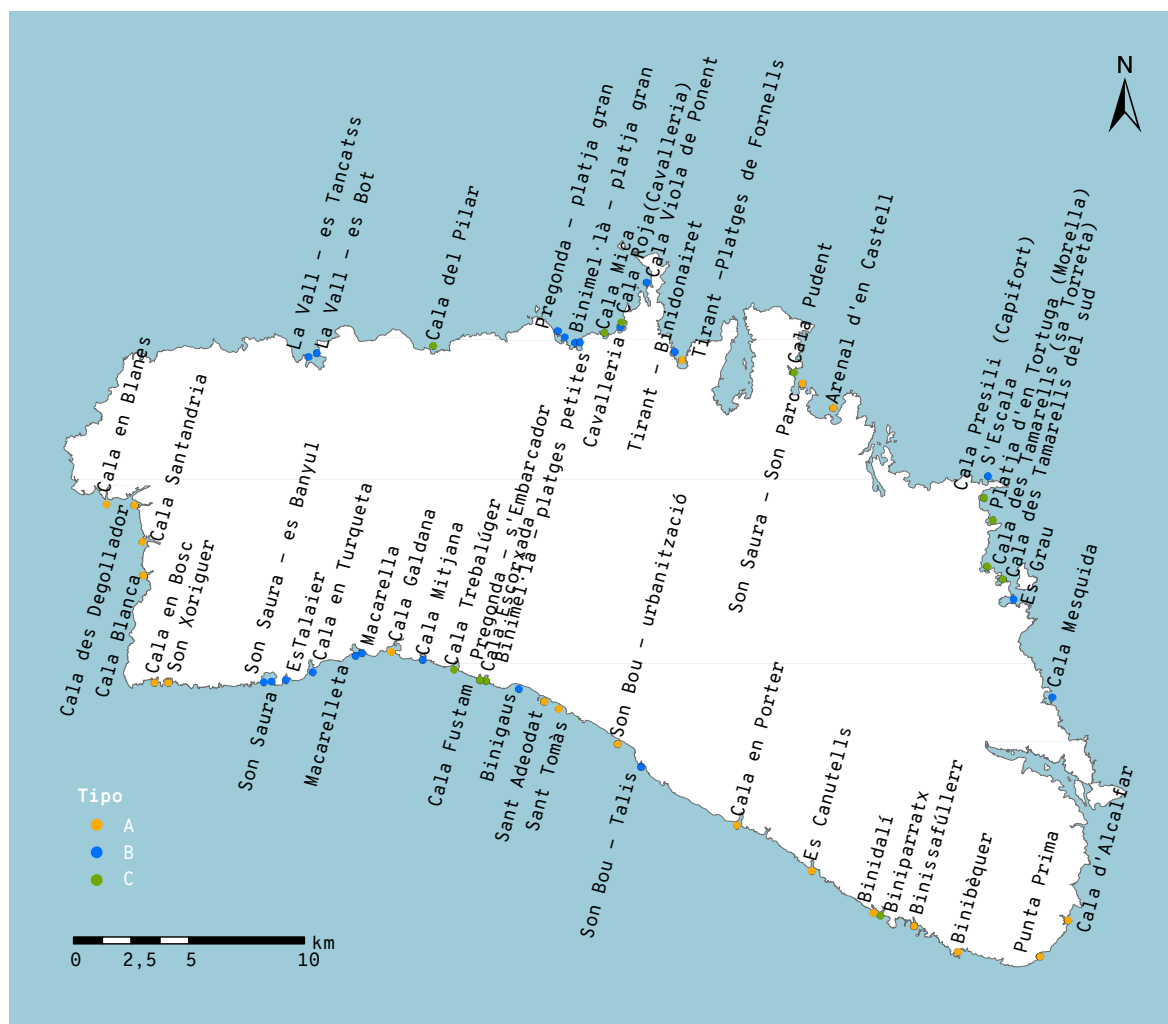 N
La Vall – es Tancatss
La Vall – es Bot
Cala del Pilar
Pregonda – platja gran
Binimel·là – platja gran
Cala Mica
Cala Roja(Cavalleria)
Cala Viola de Ponent
Cavalleria
Tirant – Binidonairet
Tirant –Platges de Fornells
Cala Pudent
Son Saura – Son Parc
Arenal d'en Castell
Cala Presili (Capifort)
S'Escala
Platja d'en Tortuga (Morella)
Cala des Tamarells (sa Torreta)
Cala des Tamarells del sud
Es Grau
Cala Mesquida
Cala en Blanes
Cala Santandria
Cala des Degollador
Cala Blanca
Cala en Bosc
Son Xoriguer
Son Saura – es Banyul
Son Saura
EsTalaier
Cala en Turqueta
Macarelleta
Macarella
Cala Galdana
Cala Mitjana
Cala Trebalúger
Cala Fustam
Pregonda – s'Embarcador
Cala Escorxada
Binimel·là – platges petites
Binigaus
Sant Adeodat
Sant Tomàs
Son Bou – urbanització
Son Bou – Talis
Cala en Porter
Es Canutells
Binidalí
Biniparratx
Binissafúllerr
Binibèquer
Punta Prima
Cala d'Alcalfar
Tipo
A
B
C
km
0 2,5 5 10